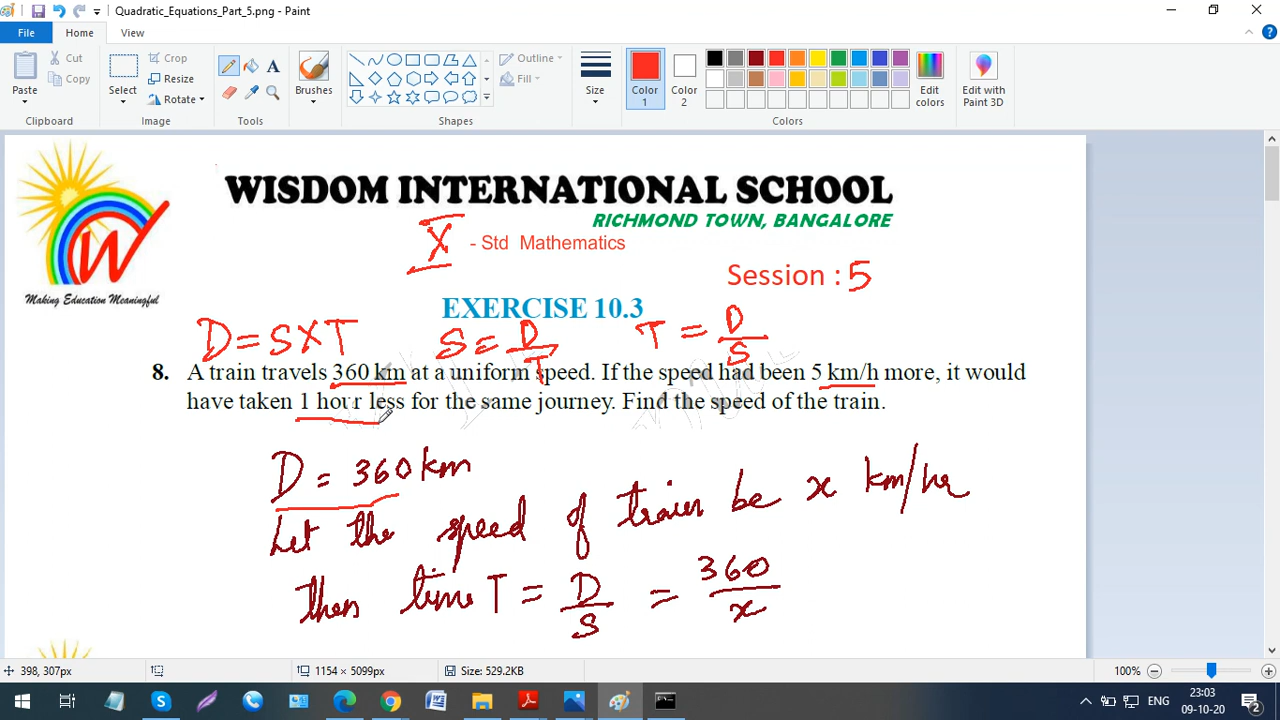 Quadratic_Equations_Part_5.png - Paint
File Home View
Paste Cut Copy Clipboard
Select Crop Resize Rotate Image
A Tools
Brushes
Outline Fill Shapes
Size
Color 1 Color 2 Edit colors Colors
Edit with Paint 3D
WISDOM INTERNATIONAL SCHOOL
RICHMOND TOWN, BANGALORE
W
Making Education Meaningful
X - Std Mathematics
Session : 5
EXERCISE 10.3
D = S X T S = D/T T = D/S
8. A train travels 360 km at a uniform speed. If the speed had been 5 km/h more, it would
have taken 1 hour less for the same journey. Find the speed of the train.
D = 360 km
Let the speed of train be x km/hr
then time T = D/S = 360/x
398, 307px 1154 × 5099px Size: 529.2KB 100%
ENG 23:03
09-10-20 2